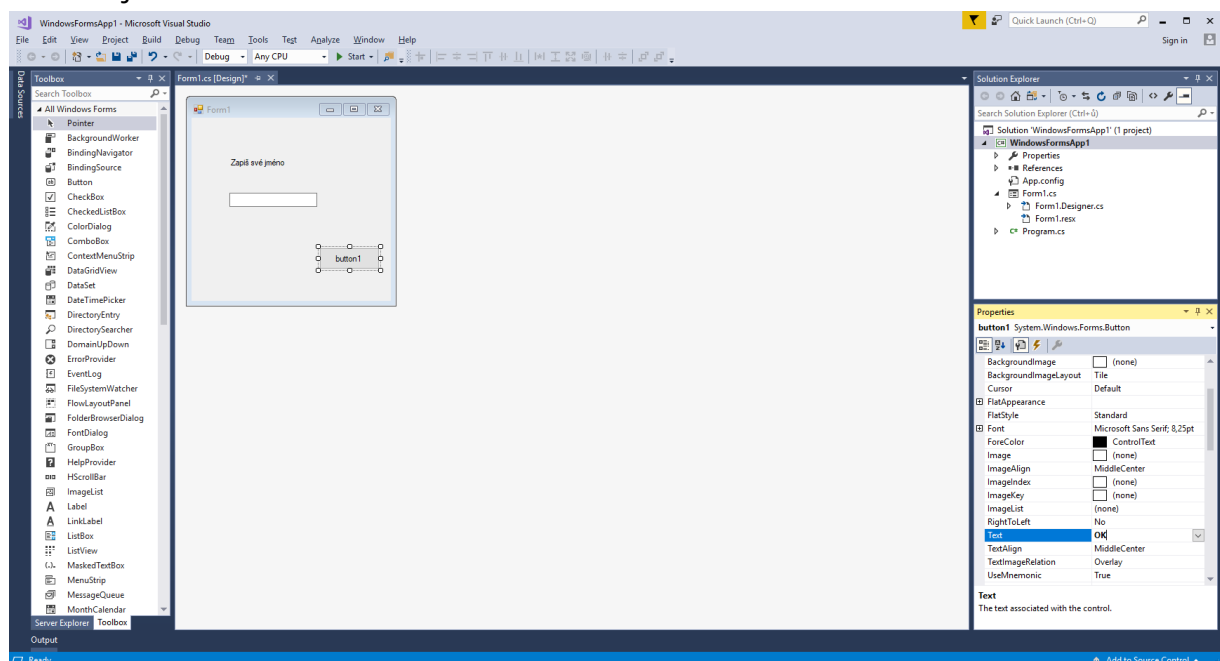 WindowsFormsApp1 - Microsoft Visual Studio
Quick Launch (Ctrl+Q)
File Edit View Project Build Debug Team Tools Test Analyze Window Help
Sign in
Debug Any CPU Start
Data Sources
Toolbox
Search Toolbox
All Windows Forms
Pointer
BackgroundWorker
BindingNavigator
BindingSource
Button
CheckBox
CheckedListBox
ColorDialog
ComboBox
ContextMenuStrip
DataGridView
DataSet
DateTimePicker
DirectoryEntry
DirectorySearcher
DomainUpDown
ErrorProvider
EventLog
FileSystemWatcher
FlowLayoutPanel
FolderBrowserDialog
FontDialog
GroupBox
HelpProvider
HScrollBar
ImageList
Label
LinkLabel
ListBox
ListView
MaskedTextBox
MenuStrip
MessageQueue
MonthCalendar
Server Explorer Toolbox
Form1.cs [Design]*
Form1
Zapiš své jméno
button1
Solution Explorer
Search Solution Explorer (Ctrl+ů)
Solution 'WindowsFormsApp1' (1 project)
WindowsFormsApp1
Properties
References
App.config
Form1.cs
Form1.Designer.cs
Form1.resx
Program.cs
Properties
button1 System.Windows.Forms.Button
BackgroundImage (none)
BackgroundImageLayout Tile
Cursor Default
FlatAppearance
FlatStyle Standard
Font Microsoft Sans Serif; 8,25pt
ForeColor ControlText
Image (none)
ImageAlign MiddleCenter
ImageIndex (none)
ImageKey (none)
ImageList (none)
RightToLeft No
Text OK
TextAlign MiddleCenter
TextImageRelation Overlay
UseMnemonic True
Text
The text associated with the control.
Output
Ready Add to Source Control